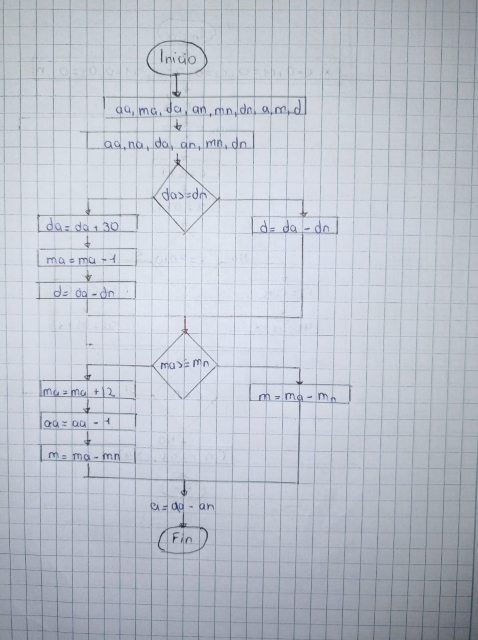 Inicio
aa, ma, da, an, mn, dn, a, m, d
aa, na, da, an, mn, dn
da>=dn
da = da + 30
d = da - dn
ma = ma - 1
d = da - dn
ma>=mn
ma = ma + 12
m = ma - mn
aa = aa - 1
m = ma - mn
a = aa - an
Fin